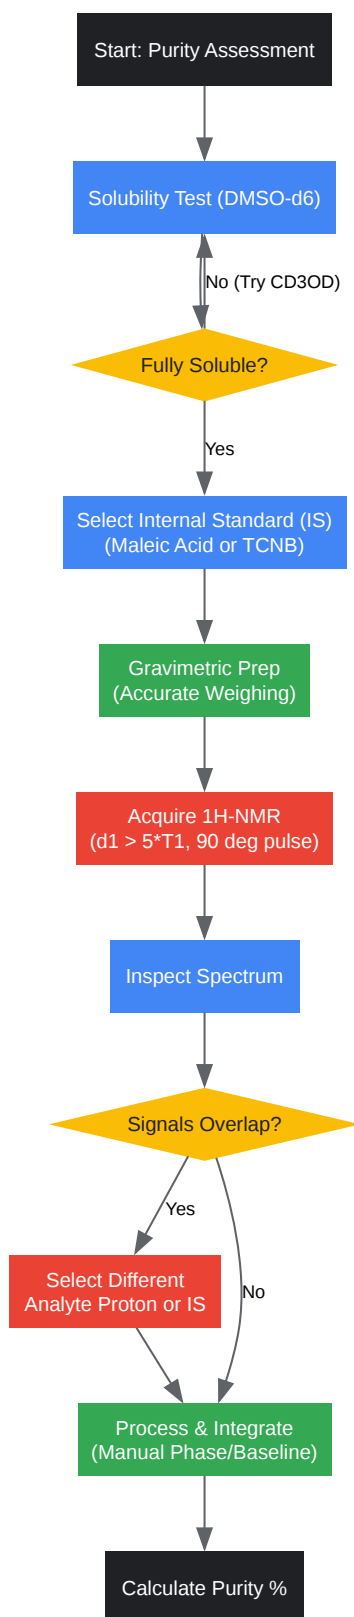 Start: Purity Assessment
Solubility Test (DMSO-d6)
No (Try CD3OD)
Fully Soluble?
Yes
Select Internal Standard (IS)
(Maleic Acid or TCNB)
Gravimetric Prep
(Accurate Weighing)
Acquire 1H-NMR
(d1 > 5*T1, 90 deg pulse)
Inspect Spectrum
Signals Overlap?
Yes
Select Different
Analyte Proton or IS
No
Process & Integrate
(Manual Phase/Baseline)
Calculate Purity %